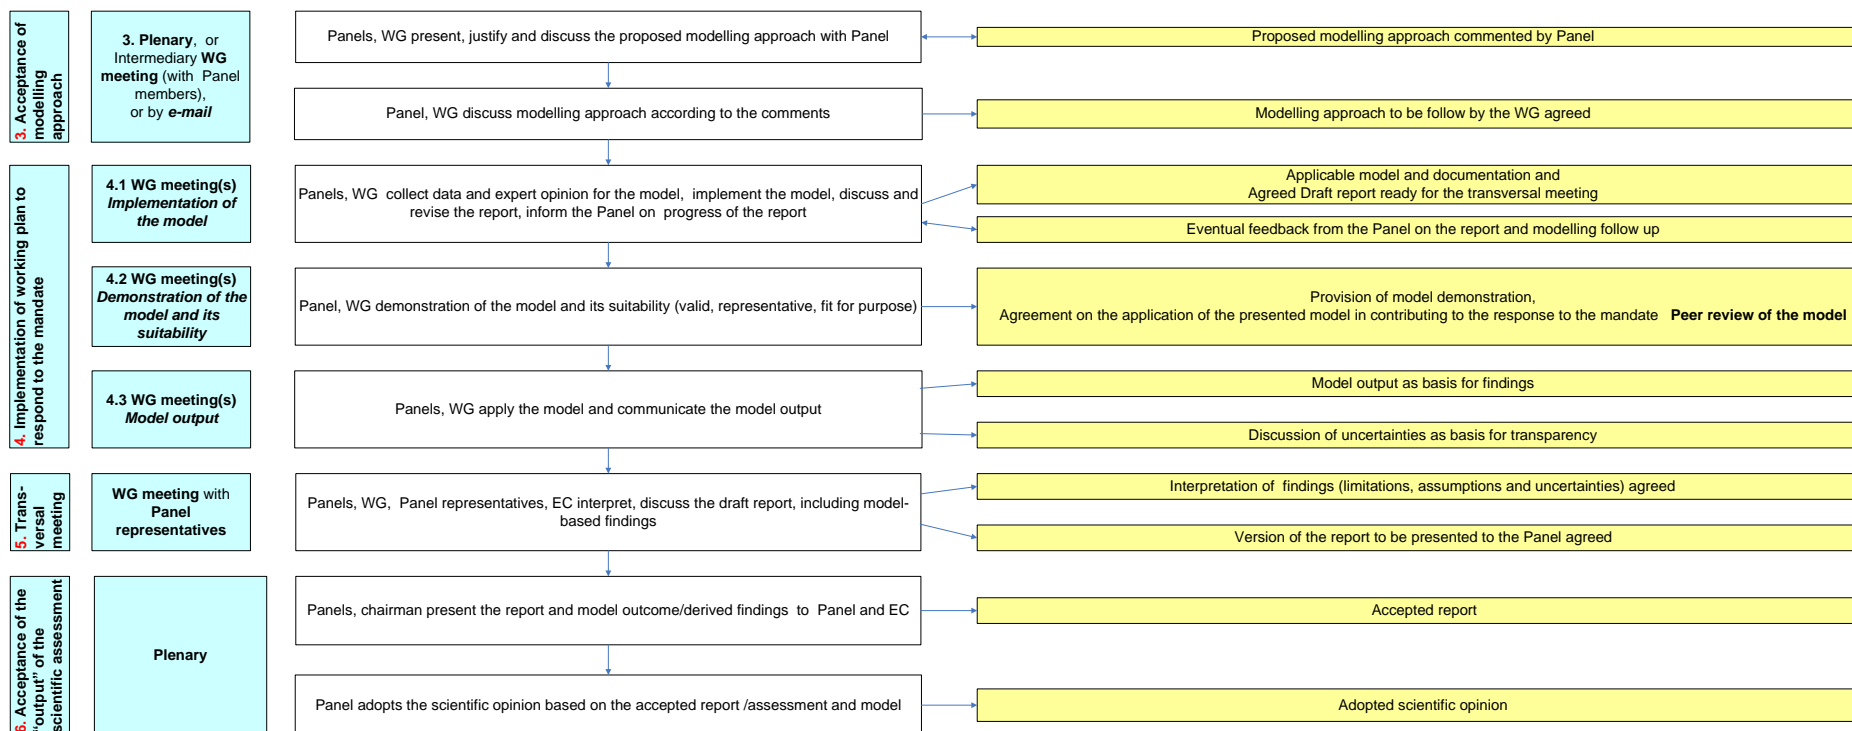 3. Acceptance of
modelling
approach
3. Plenary, or
Intermediary WG
meeting (with Panel
members),
or by e-mail
Panels, WG present, justify and discuss the proposed modelling approach with Panel
Proposed modelling approach commented by Panel
Panel, WG discuss modelling approach according to the comments
Modelling approach to be follow by the WG agreed
4. Implementation of working plan to
respond to the mandate
4.1 WG meeting(s)
Implementation of
the model
Panels, WG collect data and expert opinion for the model, implement the model, discuss and
revise the report, inform the Panel on progress of the report
Applicable model and documentation and
Agreed Draft report ready for the transversal meeting
Eventual feedback from the Panel on the report and modelling follow up
4.2 WG meeting(s)
Demonstration of the
model and its
suitability
Panel, WG demonstration of the model and its suitability (valid, representative, fit for purpose)
Provision of model demonstration,
Agreement on the application of the presented model in contributing to the response to the mandate Peer review of the model
4.3 WG meeting(s)
Model output
Panels, WG apply the model and communicate the model output
Model output as basis for findings
Discussion of uncertainties as basis for transparency
5. Trans-
versal
meeting
WG meeting with
Panel
representatives
Panels, WG, Panel representatives, EC interpret, discuss the draft report, including model-
based findings
Interpretation of findings (limitations, assumptions and uncertainties) agreed
Version of the report to be presented to the Panel agreed
6. Acceptance of the
"output" of the
scientific assessment
Plenary
Panels, chairman present the report and model outcome/derived findings to Panel and EC
Accepted report
Panel adopts the scientific opinion based on the accepted report /assessment and model
Adopted scientific opinion